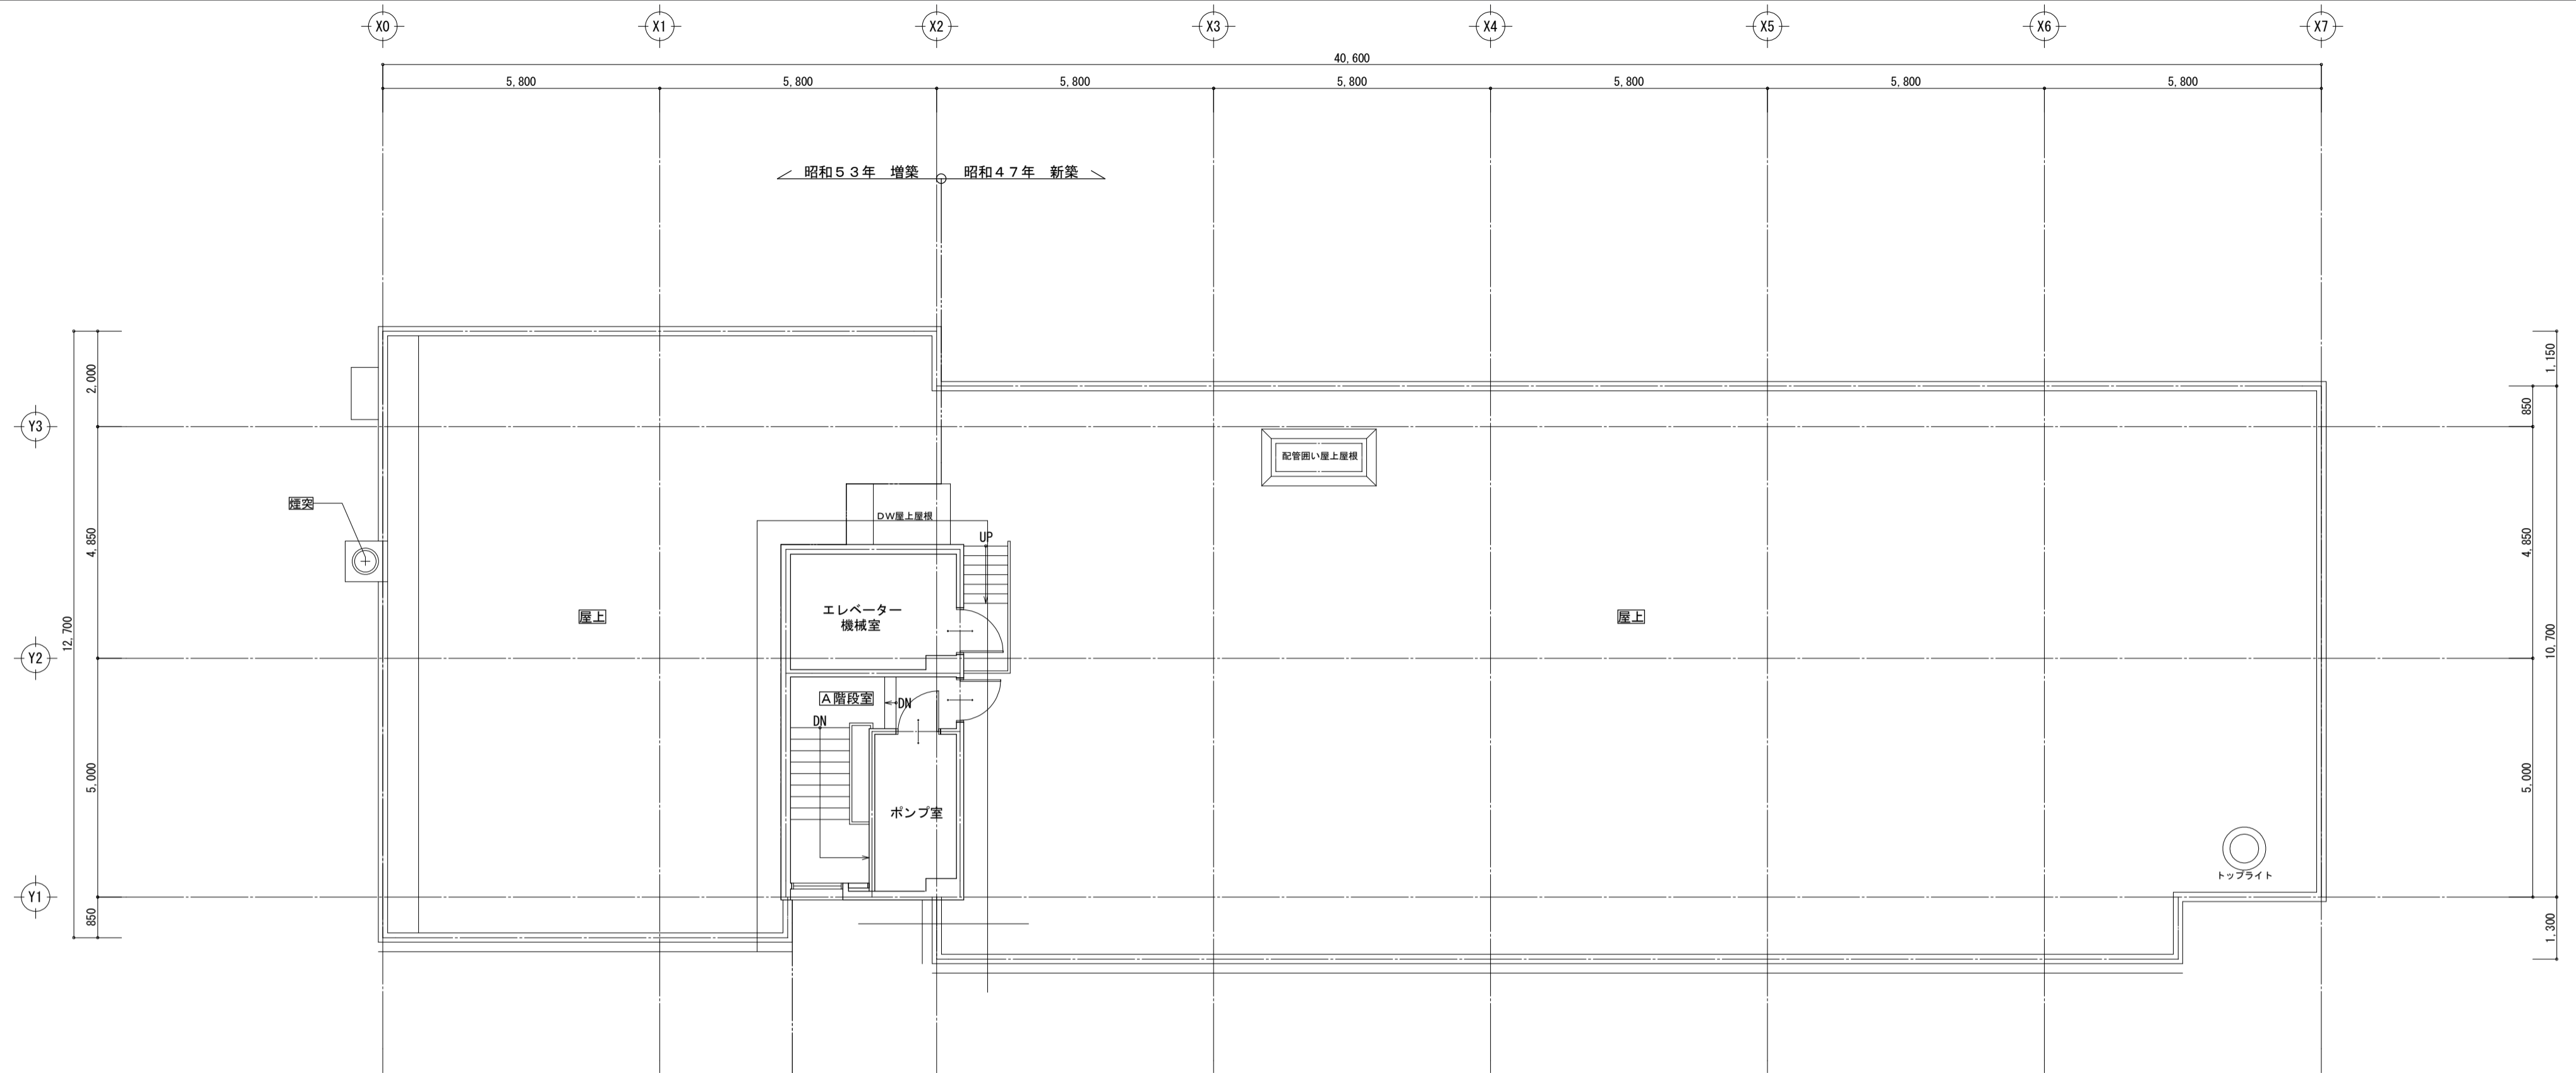 X0
X1
X2
X3
X4
X5
X6
X7
40,600
5,800
5,800
5,800
5,800
5,800
5,800
5,800
昭和53年 増築
昭和47年 新築
1,150
2,000
850
Y3
配管囲い屋上屋根
煙突
DW屋上屋根
UP
4,850
4,850
エレベーター
機械室
屋上
屋上
12,700
10,700
Y2
A階段室
DN
DN
5,000
5,000
ポンプ室
トップライト
Y1
850
1,300